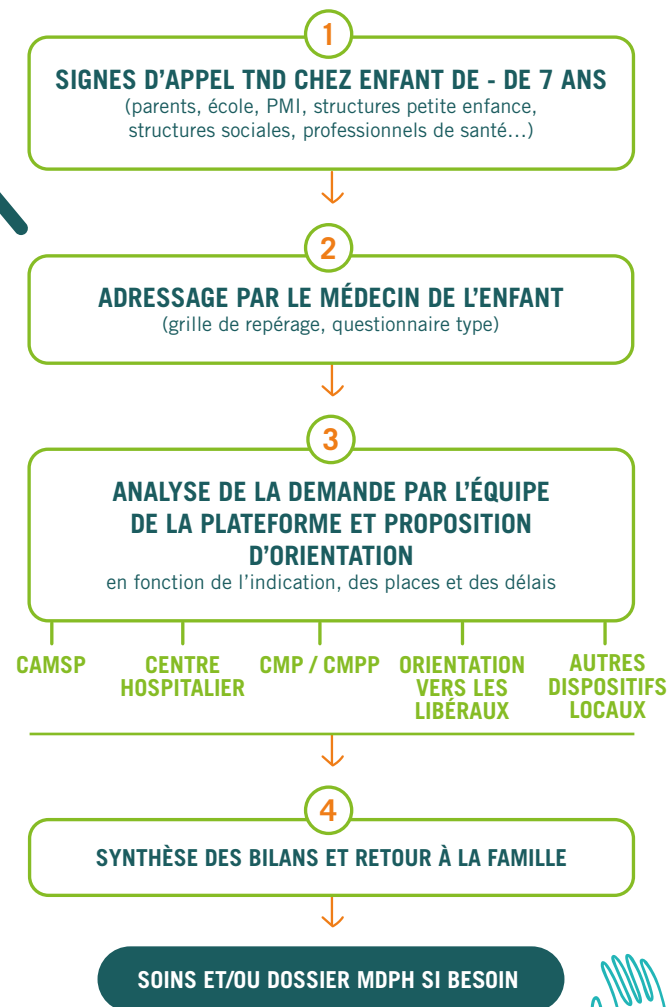 1
SIGNES D'APPEL TND CHEZ ENFANT DE - DE 7 ANS
(parents, école, PMI, structures petite enfance,
structures sociales, professionnels de santé…)
2
ADRESSAGE PAR LE MÉDECIN DE L'ENFANT
(grille de repérage, questionnaire type)
3
ANALYSE DE LA DEMANDE PAR L'ÉQUIPE
DE LA PLATEFORME ET PROPOSITION
D'ORIENTATION
en fonction de l'indication, des places et des délais
CAMSP
CENTRE
HOSPITALIER
CMP / CMPP
ORIENTATION
VERS LES
LIBÉRAUX
AUTRES
DISPOSITIFS
LOCAUX
4
SYNTHÈSE DES BILANS ET RETOUR À LA FAMILLE
SOINS ET/OU DOSSIER MDPH SI BESOIN